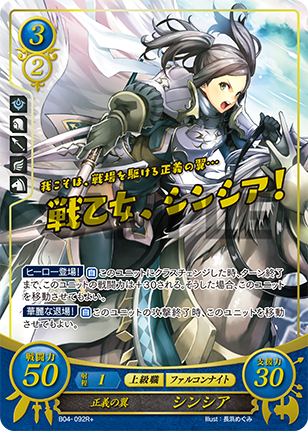 3
2
我こそは、戦場を駆ける正義の翼…
戦乙女、シンシア!
ヒーロー登場! 自 このユニットにクラスチェンジした時、ターン終了
まで、このユニットの戦闘力は+30される。そうした場合、このユニット
を移動させてもよい。
華麗な退場! 自 このユニットの攻撃終了時、このユニットを移動
させてもよい。
戦闘力
50
射程
1
上級職
ファルコンナイト
支援力
30
正義の翼
シンシア
B04-092R+
Illust:長浜めぐみ